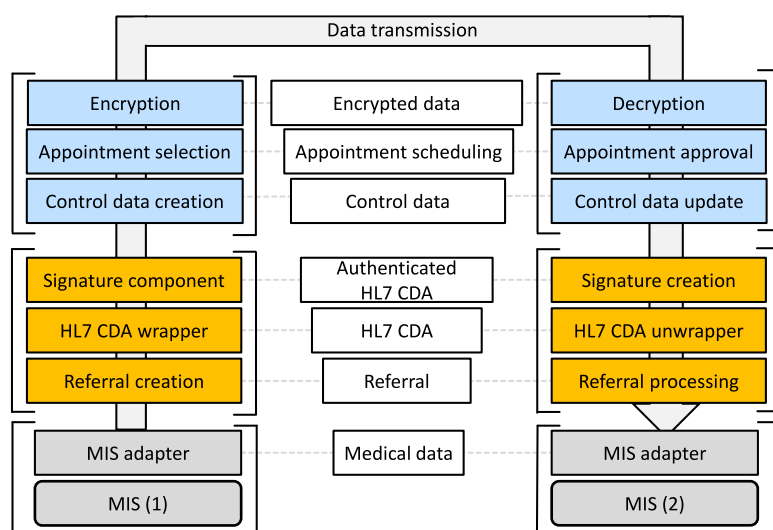 Data transmission
Encryption
Encrypted data
Decryption
Appointment selection
Appointment scheduling
Appointment approval
Control data creation
Control data
Control data update
Signature component
Authenticated
HL7 CDA
Signature creation
HL7 CDA wrapper
HL7 CDA
HL7 CDA unwrapper
Referral creation
Referral
Referral processing
MIS adapter
Medical data
MIS adapter
MIS (1)
MIS (2)